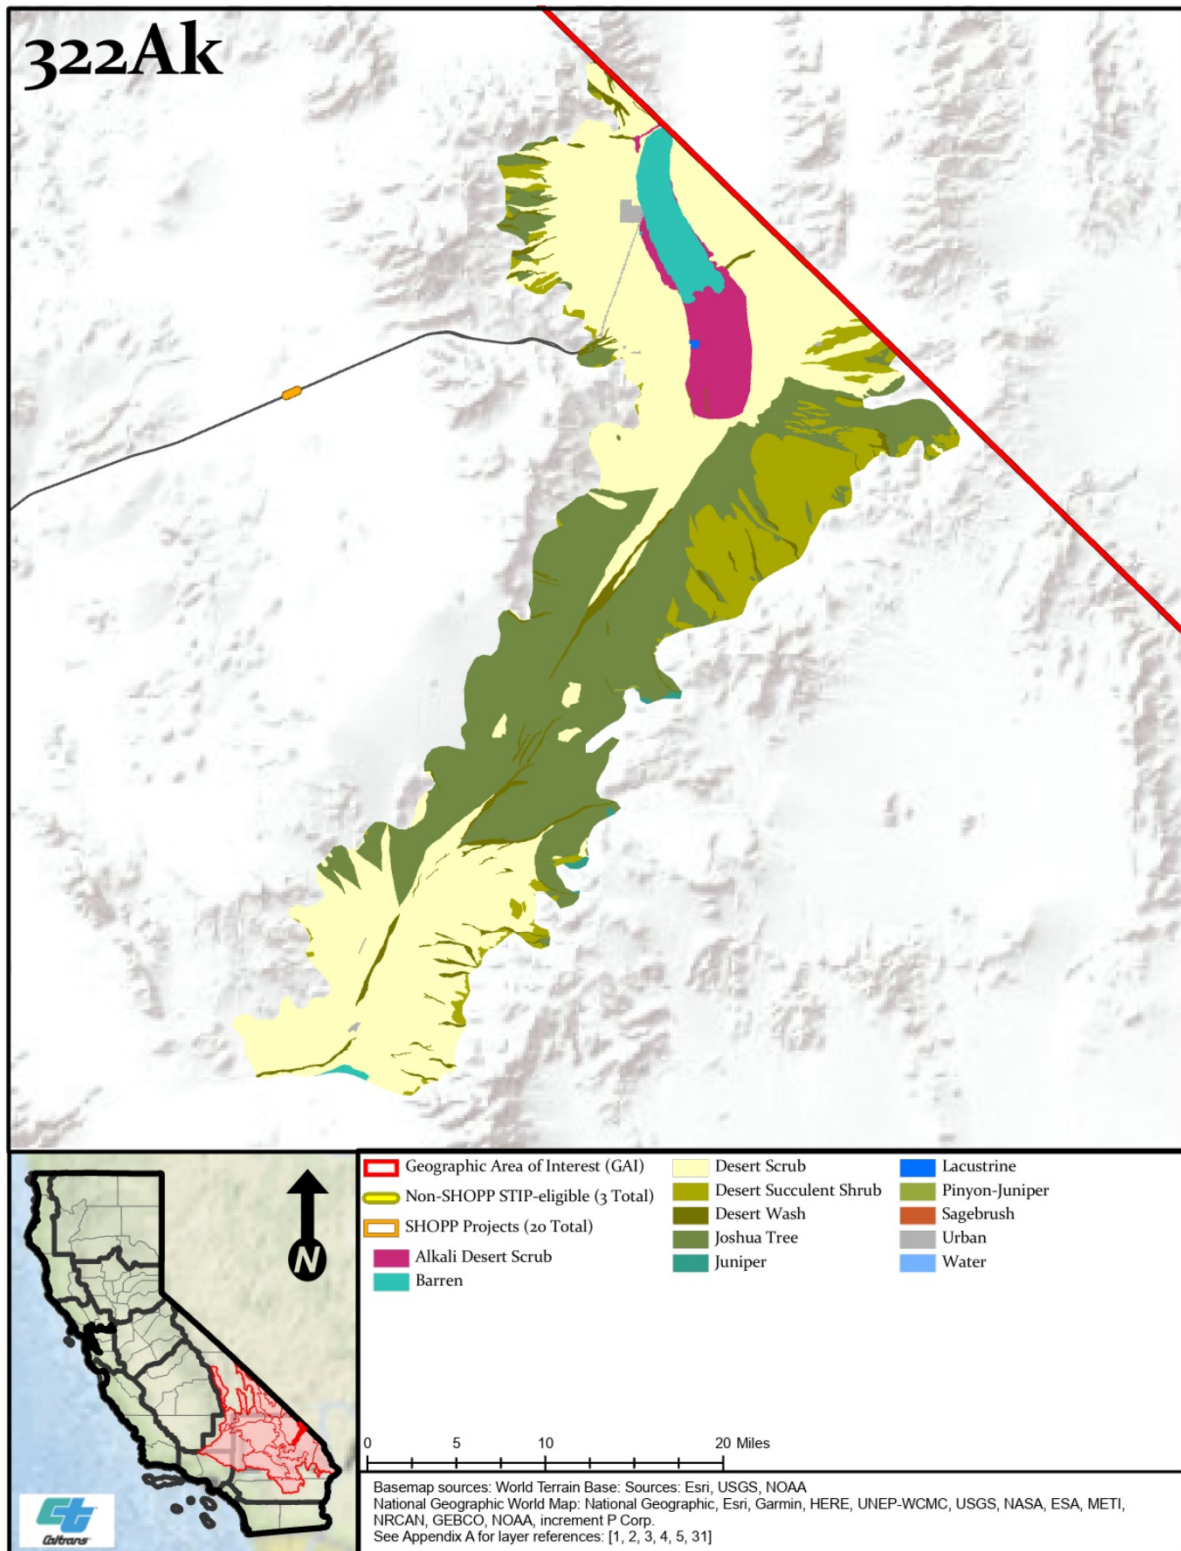 322Ak
Geographic Area of Interest (GAI)
Non-SHOPP STIP-eligible (3 Total)
SHOPP Projects (20 Total)
Alkali Desert Scrub
Barren
Desert Scrub
Desert Succulent Shrub
Desert Wash
Joshua Tree
Juniper
Lacustrine
Pinyon-Juniper
Sagebrush
Urban
Water
N
0 5 10 20 Miles
Basemap sources: World Terrain Base: Sources: Esri, USGS, NOAA
National Geographic World Map: National Geographic, Esri, Garmin, HERE, UNEP-WCMC, USGS, NASA, ESA, METI,
NRCAN, GEBCO, NOAA, increment P Corp.
See Appendix A for layer references: [1, 2, 3, 4, 5, 31]
ct
Caltrans